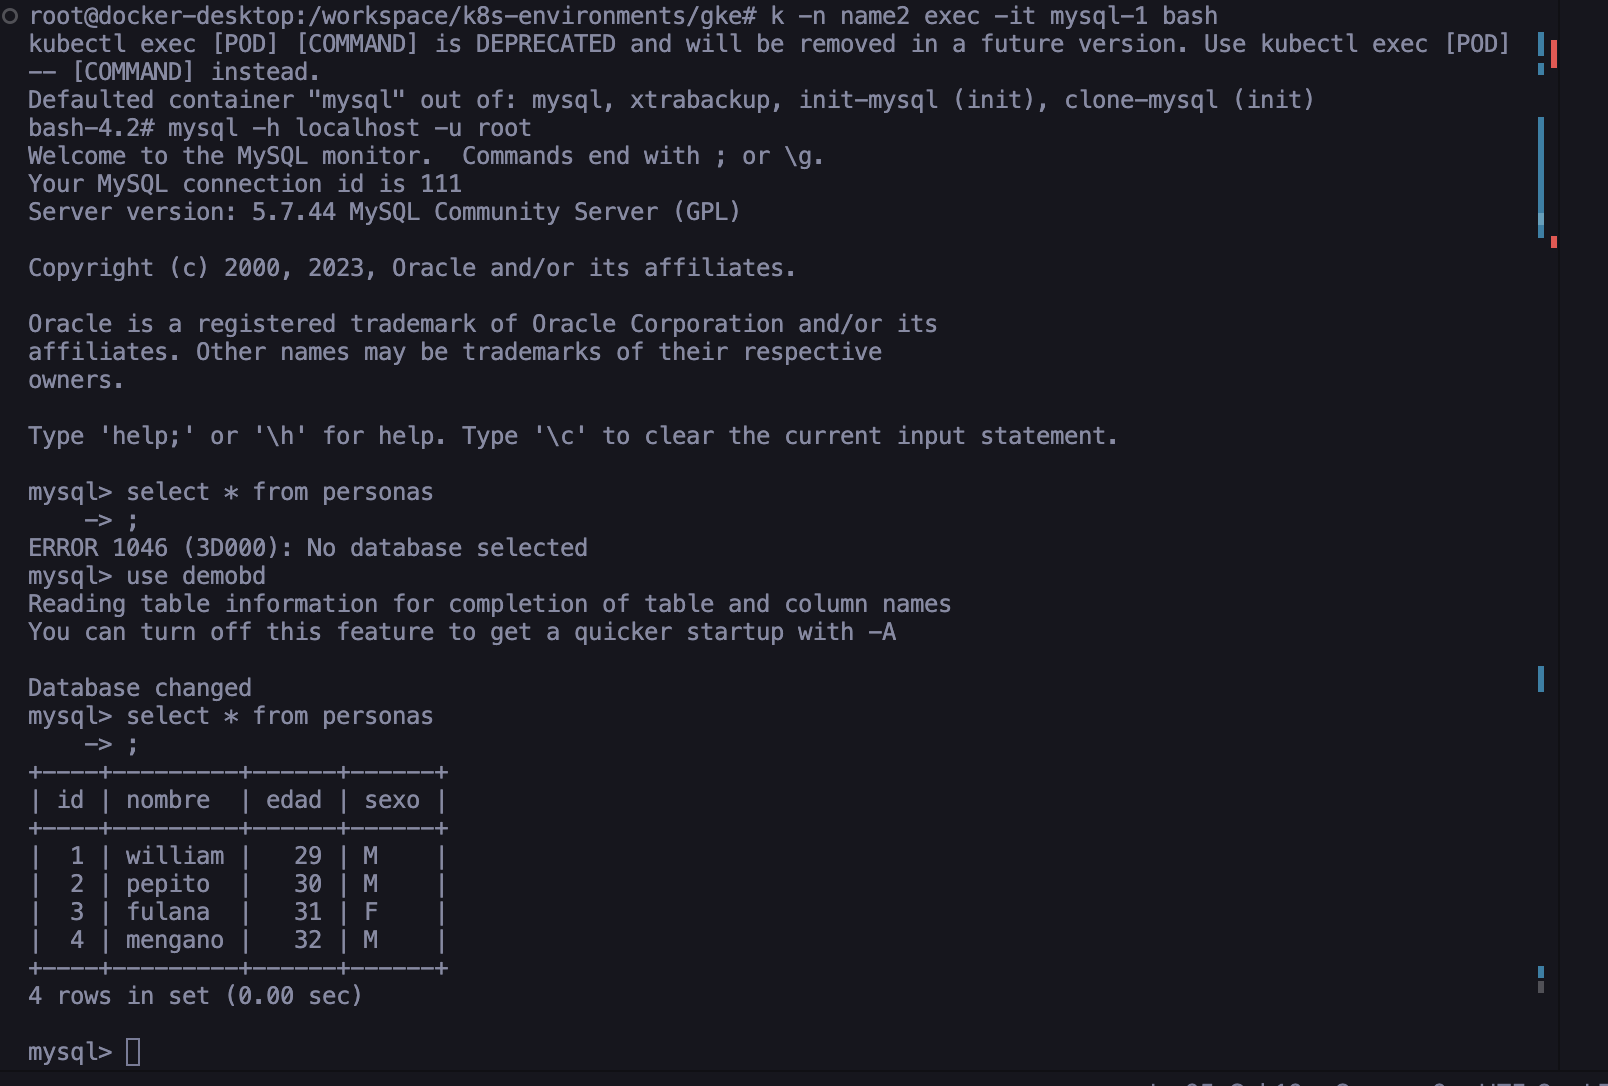 root@docker-desktop:/workspace/k8s-environments/gke# k -n name2 exec -it mysql-1 bash
kubectl exec [POD] [COMMAND] is DEPRECATED and will be removed in a future version. Use kubectl exec [POD]
-- [COMMAND] instead.
Defaulted container "mysql" out of: mysql, xtrabackup, init-mysql (init), clone-mysql (init)
bash-4.2# mysql -h localhost -u root
Welcome to the MySQL monitor.  Commands end with ; or \g.
Your MySQL connection id is 111
Server version: 5.7.44 MySQL Community Server (GPL)

Copyright (c) 2000, 2023, Oracle and/or its affiliates.

Oracle is a registered trademark of Oracle Corporation and/or its
affiliates. Other names may be trademarks of their respective
owners.

Type 'help;' or '\h' for help. Type '\c' to clear the current input statement.

mysql> select * from personas
    -> ;
ERROR 1046 (3D000): No database selected
mysql> use demobd
Reading table information for completion of table and column names
You can turn off this feature to get a quicker startup with -A

Database changed
mysql> select * from personas
    -> ;
+----+---------+------+------+
| id | nombre  | edad | sexo |
+----+---------+------+------+
|  1 | william |   29 | M    |
|  2 | pepito  |   30 | M    |
|  3 | fulana  |   31 | F    |
|  4 | mengano |   32 | M    |
+----+---------+------+------+
4 rows in set (0.00 sec)

mysql>